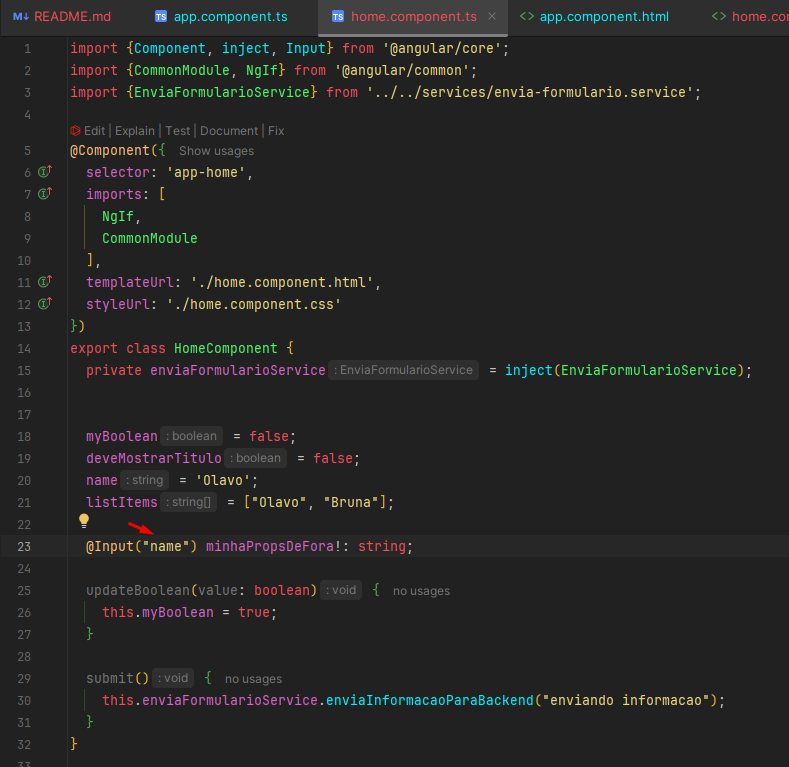 README.md app.component.ts home.component.ts × app.component.html home.co
1 import {Component, inject, Input} from '@angular/core';
2 import {CommonModule, NgIf} from '@angular/common';
3 import {EnviaFormularioService} from '../../services/envia-formulario.service';
4
Edit | Explain | Test | Document | Fix
5 @Component({ Show usages
6 selector: 'app-home',
7 imports: [
8 NgIf,
9 CommonModule
10 ],
11 templateUrl: './home.component.html',
12 styleUrl: './home.component.css'
13 })
14 export class HomeComponent {
15 private enviaFormularioService : EnviaFormularioService = inject(EnviaFormularioService);
16
17
18 myBoolean : boolean = false;
19 deveMostrarTitulo : boolean = false;
20 name : string = 'Olavo';
21 listItems : string[] = ["Olavo", "Bruna"];
22
23 @Input("name") minhaPropsDeFora!: string;
24
25 updateBoolean(value: boolean) : void { no usages
26 this.myBoolean = true;
27 }
28
29 submit() : void { no usages
30 this.enviaFormularioService.enviaInformacaoParaBackend("enviando informacao");
31 }
32 }
33